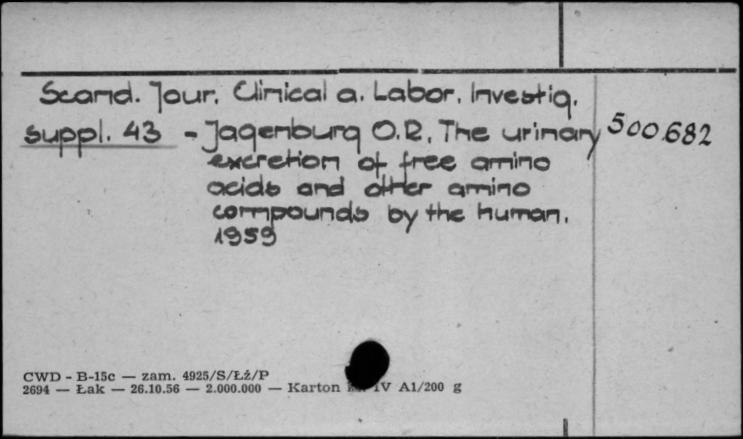 Scand. Jour. Clinical a. Labor. Investig.
Suppl. 43 - Jagenburg O.R. The urinary 500.682
excretion of free amino
acids and other amino
compounds by the human.
1959
CWD - B-15c — zam. 4925/S/Łż/P
2694 — Łak — 26.10.56 — 2.000.000 — Karton IV A1/200 g